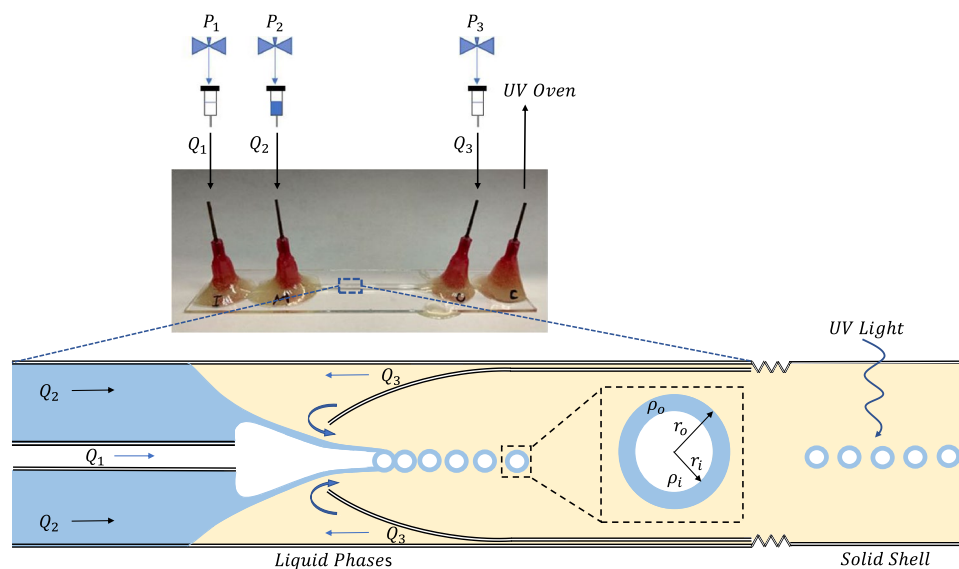 P₁ P₂ P₃
UV Oven
Q₁ Q₂ Q₃
I M O C
UV Light
Q₂ Q₃
ρₒ
rₒ
Q₁ rᵢ
ρᵢ
Q₂ Q₃
Liquid Phases Solid Shell